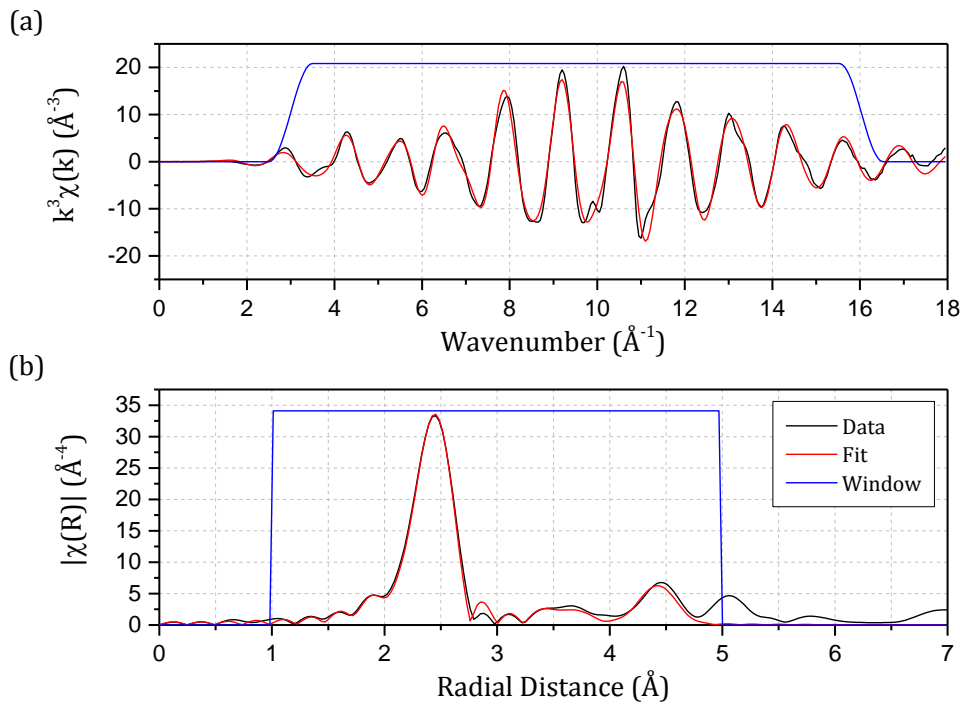 (a)
k³χ(k) (Å⁻³)
20
10
0
-10
-20
0 2 4 6 8 10 12 14 16 18
Wavenumber (Å⁻¹)
(b)
|χ(R)| (Å⁻⁴)
35
30
25
20
15
10
5
0
Data
Fit
Window
0 1 2 3 4 5 6 7
Radial Distance (Å)